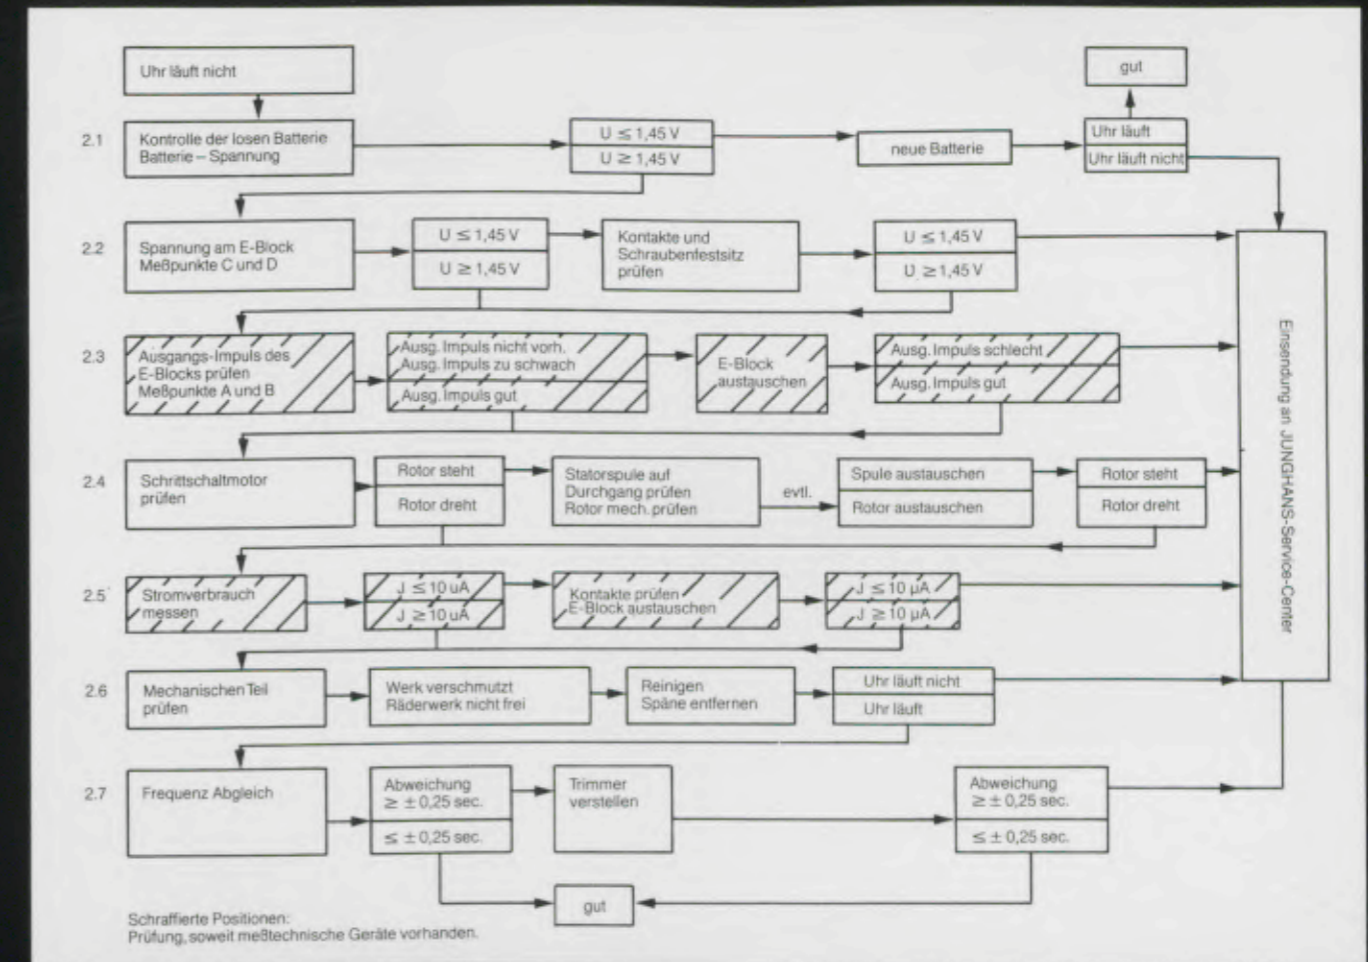 Uhr läuft nicht
gut
2.1
Kontrolle der losen Batterie
Batterie – Spannung
U ≤ 1,45 V
U ≥ 1,45 V
neue Batterie
Uhr läuft
Uhr läuft nicht
2.2
Spannung am E-Block
Meßpunkte C und D
U ≤ 1,45 V
U ≥ 1,45 V
Kontakte und
Schraubenfestsitz
prüfen
U ≤ 1,45 V
U ≥ 1,45 V
Einsendung an JUNGHANS-Service-Center
2.3
Ausgangs-Impuls des
E-Blocks prüfen
Meßpunkte A und B
Ausg. Impuls nicht vorh.
Ausg. Impuls zu schwach
Ausg. Impuls gut
E-Block
austauschen
Ausg. Impuls schlecht
Ausg. Impuls gut
2.4
Schrittschaltmotor
prüfen
Rotor steht
Rotor dreht
Statorspule auf
Durchgang prüfen
Rotor mech. prüfen
evtl.
Spule austauschen
Rotor austauschen
Rotor steht
Rotor dreht
2.5
Stromverbrauch
messen
J ≤ 10 uA
J ≥ 10 uA
Kontakte prüfen
E-Block austauschen
J ≤ 10 µA
J ≥ 10 µA
2.6
Mechanischen Teil
prüfen
Werk verschmutzt
Räderwerk nicht frei
Reinigen
Späne entfernen
Uhr läuft nicht
Uhr läuft
2.7
Frequenz Abgleich
Abweichung
≥ ± 0,25 sec.
≤ ± 0,25 sec.
Trimmer
verstellen
Abweichung
≥ ± 0,25 sec.
≤ ± 0,25 sec.
gut
Schraffierte Positionen:
Prüfung, soweit meßtechnische Geräte vorhanden.